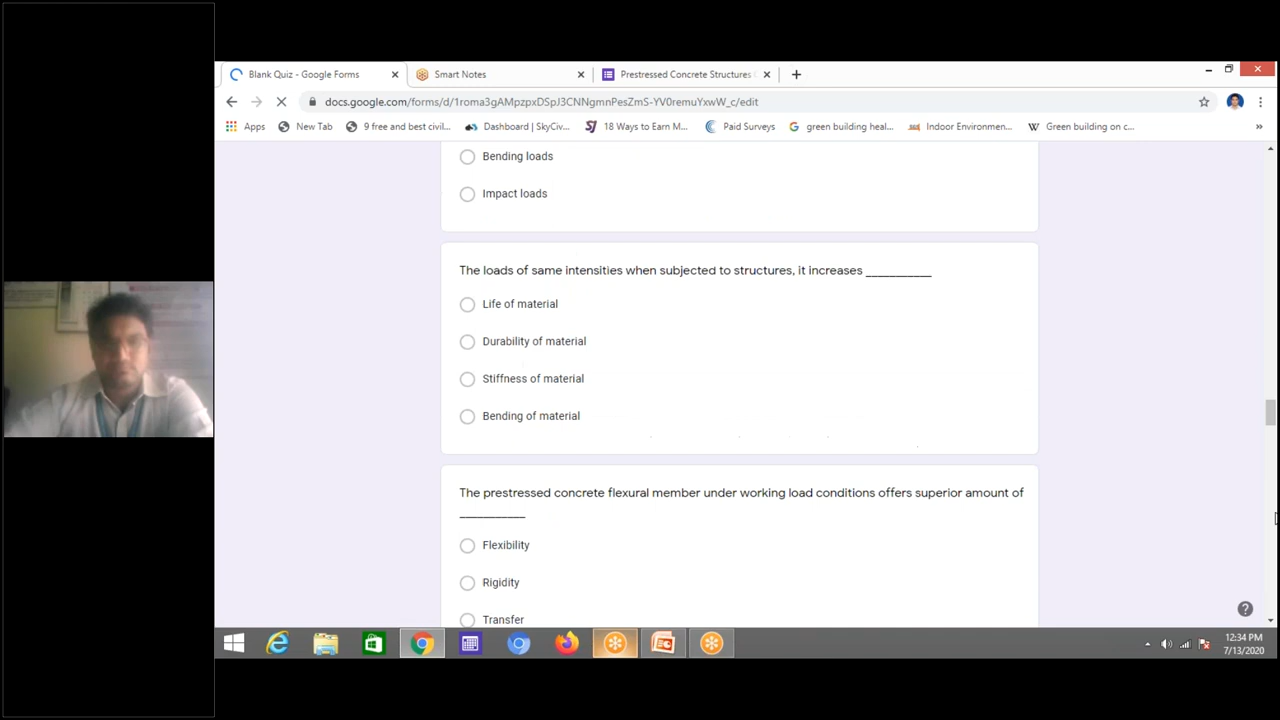 Blank Quiz - Google Forms
Smart Notes
Prestressed Concrete Structures
docs.google.com/forms/d/1roma3gAMpzpxDSpJ3CNNgmnPesZmS-YV0remuYxwW_c/edit
Apps
New Tab
9 free and best civil...
Dashboard | SkyCiv...
18 Ways to Earn M...
Paid Surveys
green building heal...
Indoor Environmen...
Green building on c...
Bending loads
Impact loads
The loads of same intensities when subjected to structures, it increases ___________
Life of material
Durability of material
Stiffness of material
Bending of material
The prestressed concrete flexural member under working load conditions offers superior amount of
___________
Flexibility
Rigidity
Transfer
12:34 PM
7/13/2020